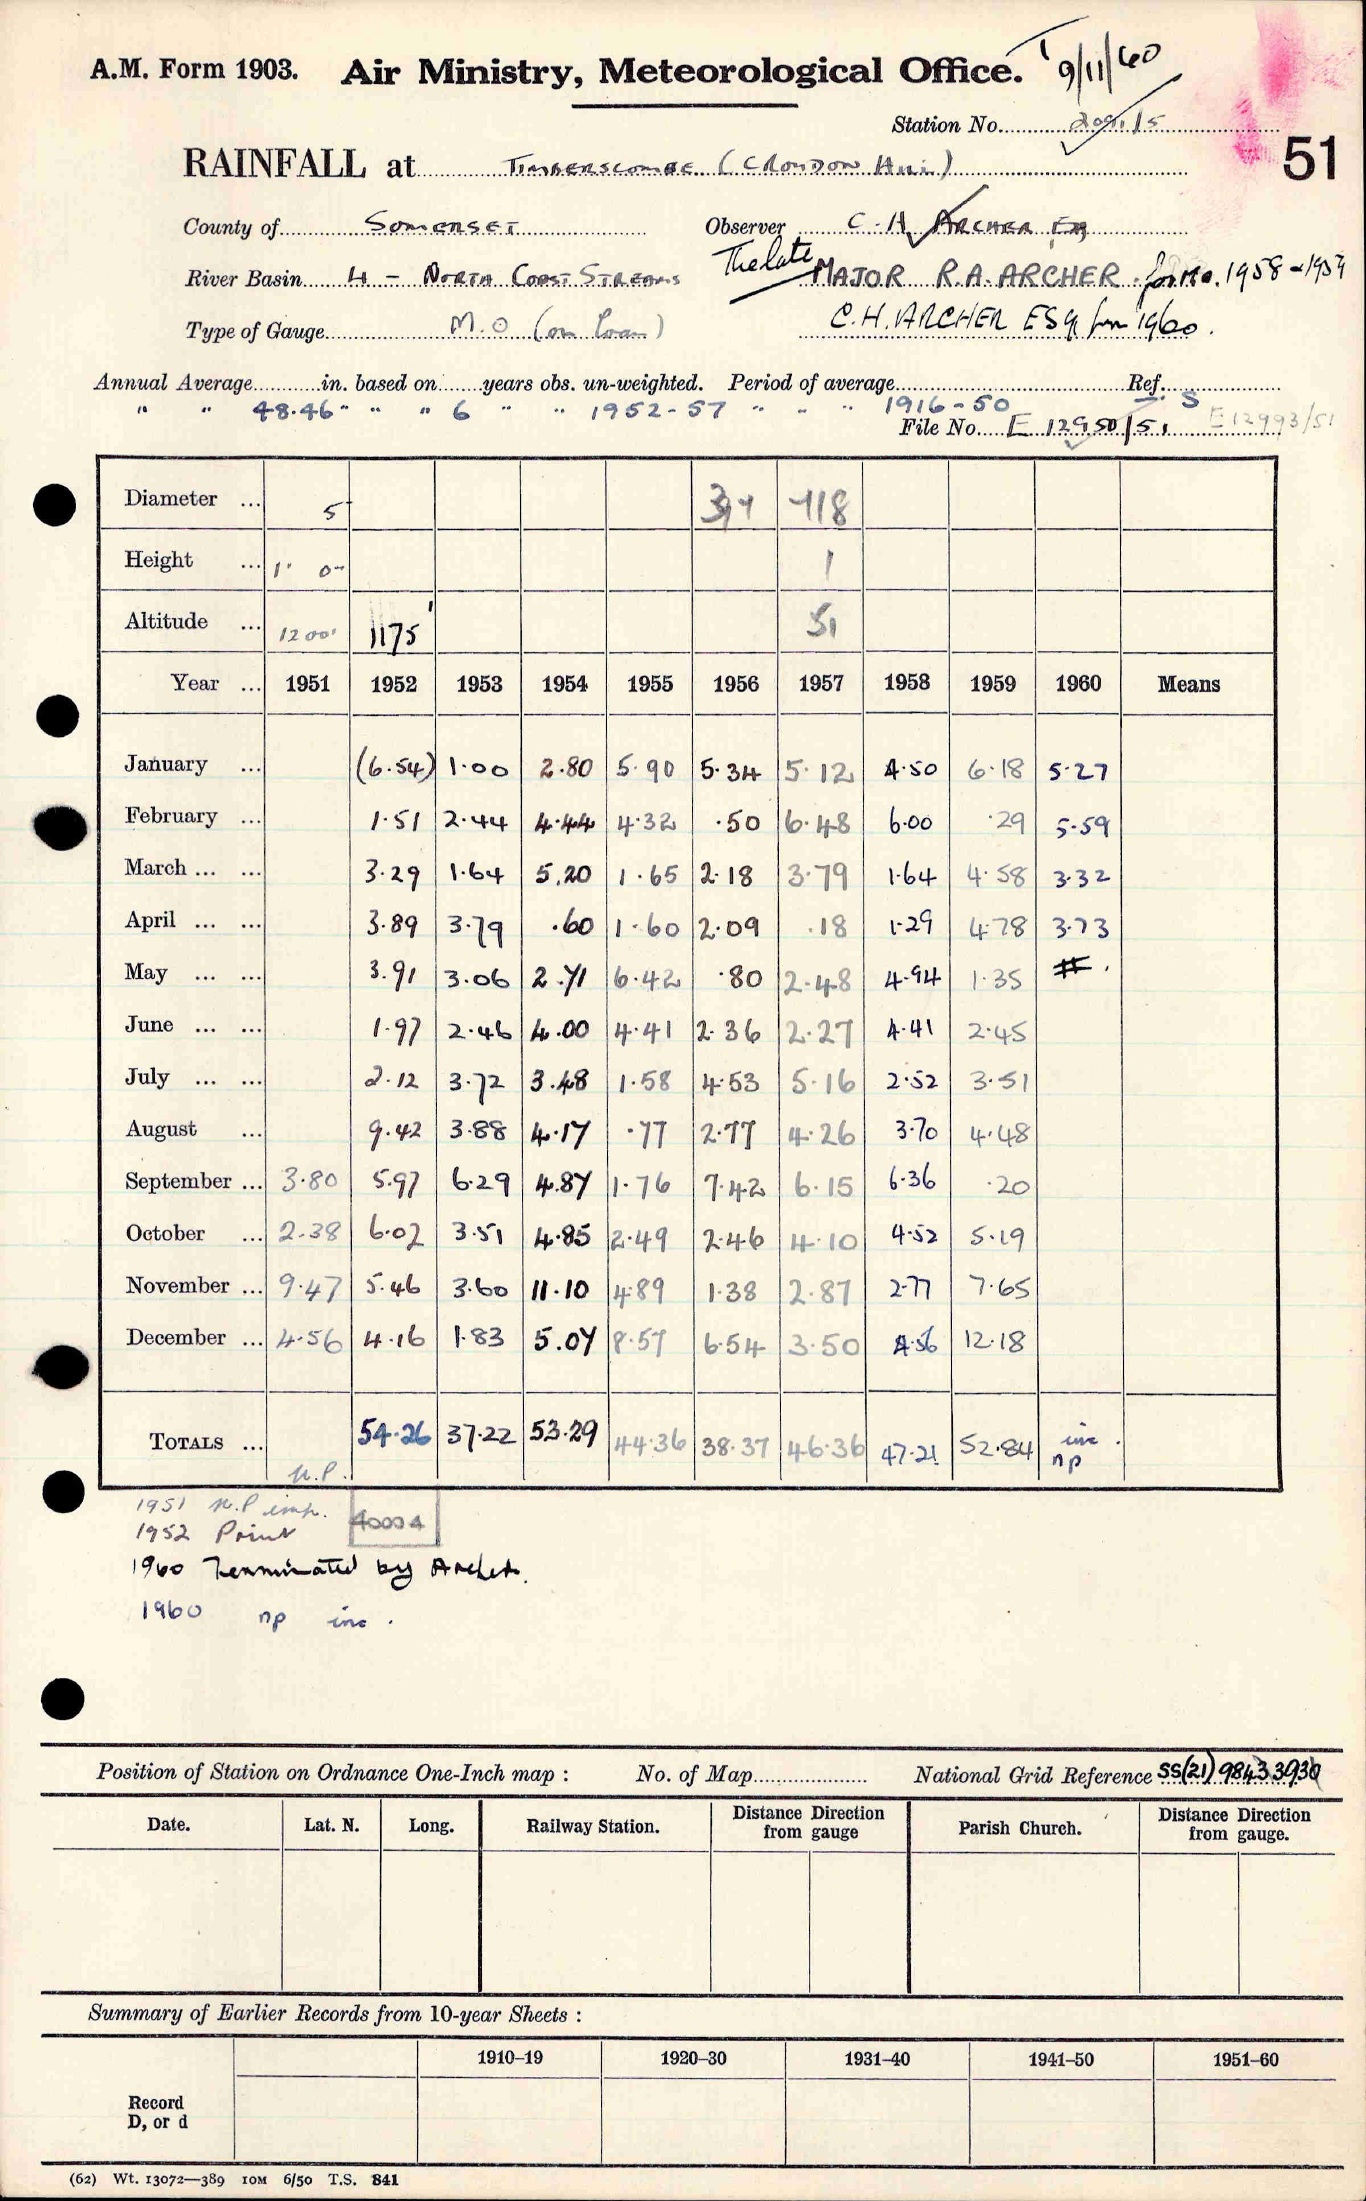 A.M. Form 1903. Air Ministry, Meteorological Office. 9/11/60
Station No. 2091/5
51
RAINFALL at TIMBERSCOMBE (CROYDON HILL)
County of SOMERSET Observer C. H. ARCHER ESQ
River Basin H - NORTH COAST STREAMS The late MAJOR R.A. ARCHER for 1958-1959
Type of Gauge M.O (on loan) C.H. ARCHER ESQ for 1960.
Annual Average in. based on years obs. un-weighted. Period of average Ref.
" " 48.46 " " " 6 " " 1952-57 " " " 1916-50 S
File No. E 12950/51 E12993/51
Diameter ... 5 394 718
Height ... 1' 0" 1
Altitude ... 1200' 1175' 51
Year ... 1951 1952 1953 1954 1955 1956 1957 1958 1959 1960 Means
January ... (6.54) 1.00 2.80 5.90 5.34 5.12 4.50 6.18 5.27
February ... 1.51 2.44 4.44 4.32 .50 6.48 6.00 .29 5.59
March ... ... 3.29 1.64 5.20 1.65 2.18 3.79 1.64 4.58 3.32
April ... ... 3.89 3.79 .60 1.60 2.09 .18 1.29 4.78 3.73
May ... ... 3.91 3.06 2.71 6.42 .80 2.48 4.94 1.35
June ... ... 1.97 2.46 4.00 4.41 2.36 2.27 4.41 2.45
July ... ... 2.12 3.72 3.48 1.58 4.53 5.16 2.52 3.51
August ... 9.42 3.88 4.17 .77 2.77 4.26 3.70 4.48
September ... 3.80 5.97 6.29 4.87 1.76 7.42 6.15 6.36 .20
October ... 2.38 6.02 3.51 4.85 2.49 2.46 4.10 4.52 5.19
November ... 9.47 5.46 3.60 11.10 4.89 1.38 2.87 2.77 7.65
December ... 4.56 4.16 1.83 5.07 8.57 6.54 3.50 4.56 12.18
TOTALS ... n.P. 54.26 37.22 53.29 44.36 38.37 46.36 47.21 52.84 inc. np
1951 n.P imp.
1952 Print 40004
1960 Terminated by Archer.
1960 np inc.
Position of Station on Ordnance One-Inch map : No. of Map National Grid Reference SS(21) 9843 3930
Date. Lat. N. Long. Railway Station. Distance Direction from gauge Parish Church. Distance Direction from gauge.
Summary of Earlier Records from 10-year Sheets :
1910–19 1920–30 1931–40 1941–50 1951–60
Record
D, or d
(62) Wt. 13072—389 10M 6/50 T.S. 841